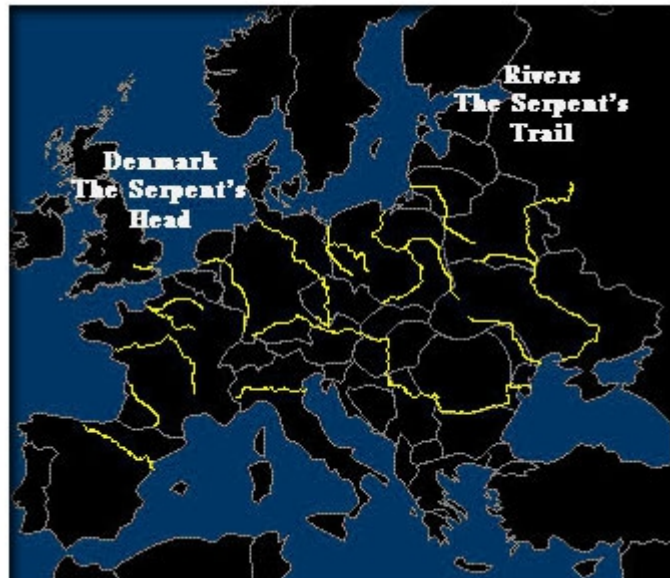 Rivers
The Serpent's
Trail
Denmark
The Serpent's
Head